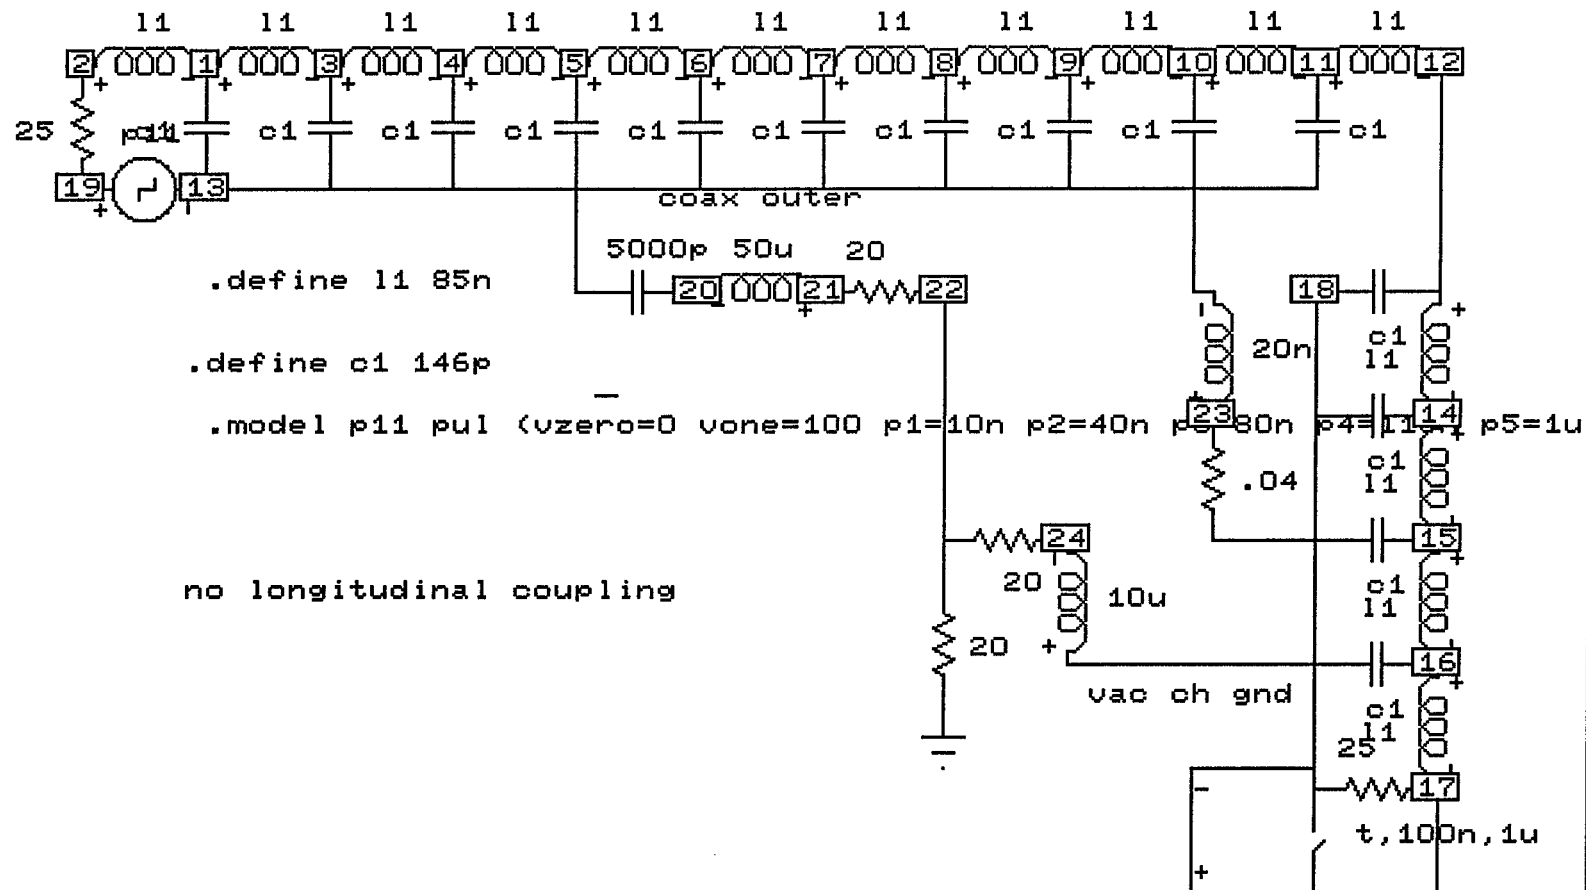 l1 l1 l1 l1 l1 l1 l1 l1 l1 l1 l1
2 1 3 4 5 6 7 8 9 10 11 12
25 c1 c1 c1 c1 c1 c1 c1 c1 c1
19 13
coax outer
5000p 50u 20
.define l1 85n
20 21 22 18
20n c1
l1
.define c1 146p
23 14
.model p11 pul (vzero=0 vone=100 p1=10n p2=40n 80n p4= p5=1u
.04 c1
l1
24 15
no longitudinal coupling
20 10u c1
l1
20
16
vac ch gnd
c1
l1
25
17
t,100n,1u